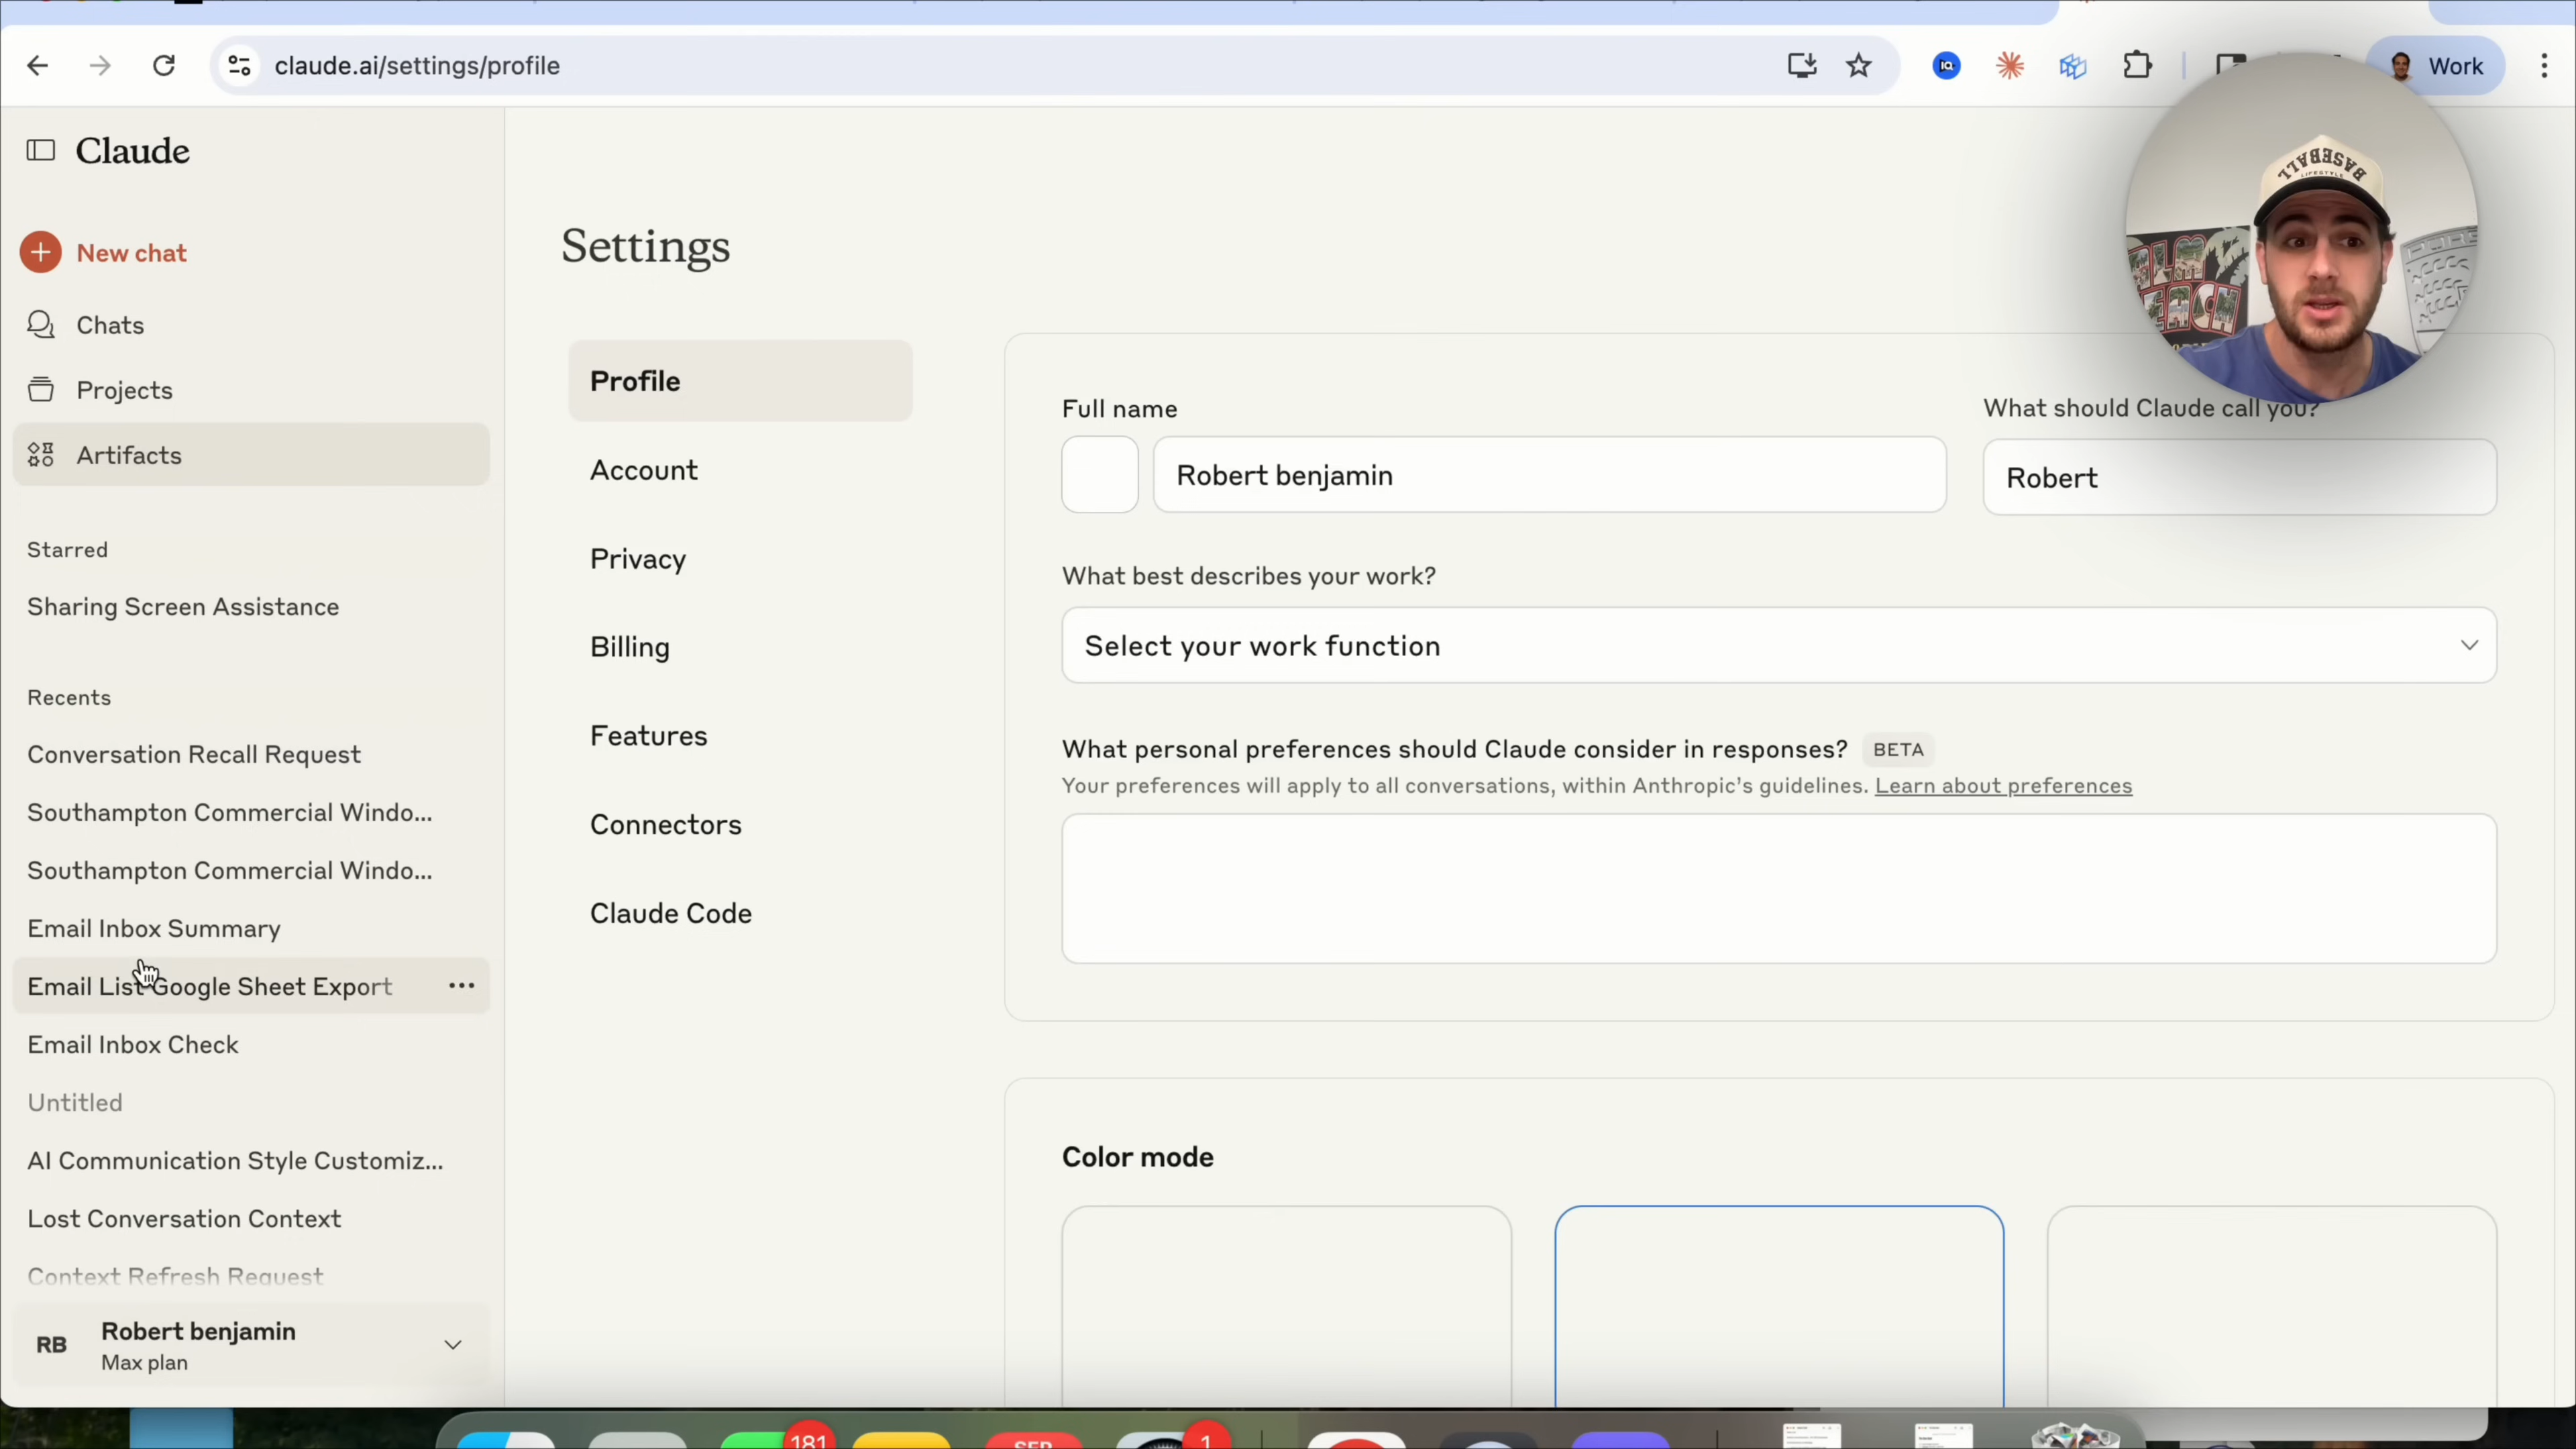 claude.ai/settings/profile
Work
Claude
New chat
Chats
Projects
Artifacts
Starred
Sharing Screen Assistance
Recents
Conversation Recall Request
Southampton Commercial Windo...
Southampton Commercial Windo...
Email Inbox Summary
Email List Google Sheet Export
Email Inbox Check
Untitled
AI Communication Style Customiz...
Lost Conversation Context
Context Refresh Request
RB
Robert benjamin
Max plan
Settings
Profile
Account
Privacy
Billing
Features
Connectors
Claude Code
Full name
Robert benjamin
What should Claude call you?
Robert
What best describes your work?
Select your work function
What personal preferences should Claude consider in responses? BETA
Your preferences will apply to all conversations, within Anthropic's guidelines. Learn about preferences
Color mode
BASEBALL
LIFESTYLE
181
SEP
1